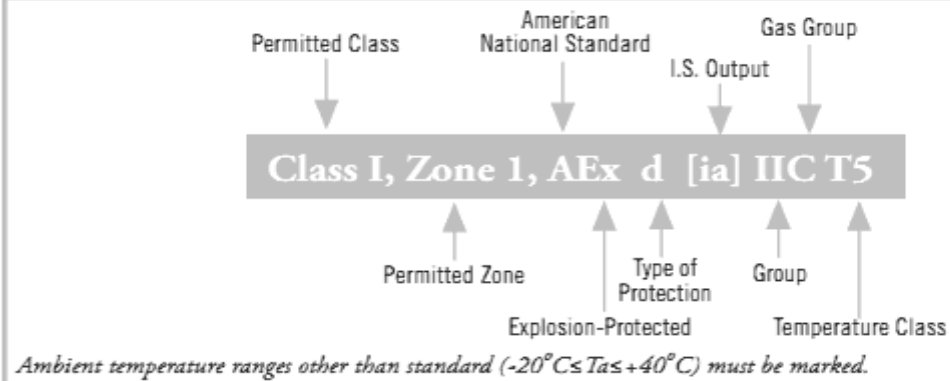 American
National Standard
Permitted Class
Gas Group
I.S. Output
Class I, Zone 1, AEx d [ia] IIC T5
Permitted Zone
Type of
Protection
Group
Explosion-Protected
Temperature Class
Ambient temperature ranges other than standard (-20°C≤Ta≤+40°C) must be marked.